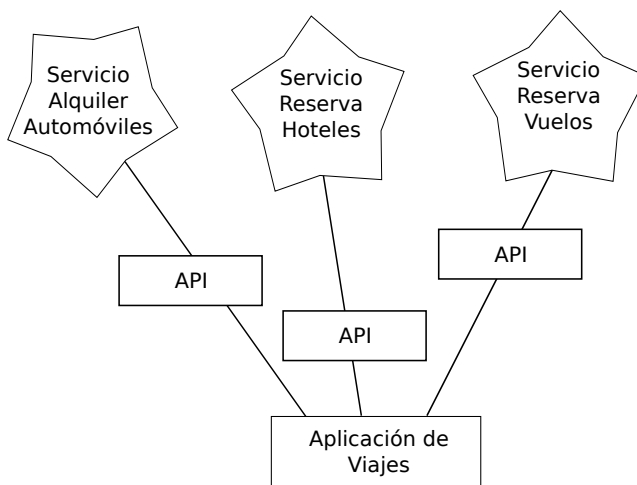 Servicio
Alquiler
Automóviles
Servicio
Reserva
Hoteles
Servicio
Reserva
Vuelos
API
API
API
Aplicación de
Viajes